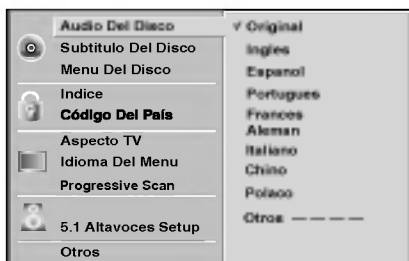 Audio Del Disco
Subtitulo Del Disco
Menu Del Disco
Indice
Código Del País
Aspecto TV
Idioma Del Menu
Progressive Scan
5.1 Altavoces Setup
Otros
√ Original
Ingles
Espanol
Portugues
Frances
Aleman
Italiano
Chino
Polaco
Otros — — — —